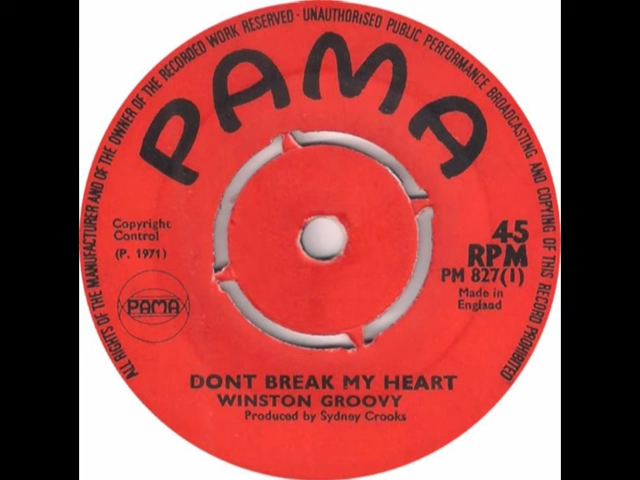 ALL RIGHTS OF THE MANUFACTURER AND OF THE OWNER OF THE RECORDED WORK RESERVED - UNAUTHORISED PUBLIC PERFORMANCE BROADCASTING AND COPYING OF THIS RECORD PROHIBITED
PAMA
Copyright
Control
(P. 1971)
PAMA
45
RPM
PM 827(1)
Made in
England
DONT BREAK MY HEART
WINSTON GROOVY
Produced by Sydney Crooks